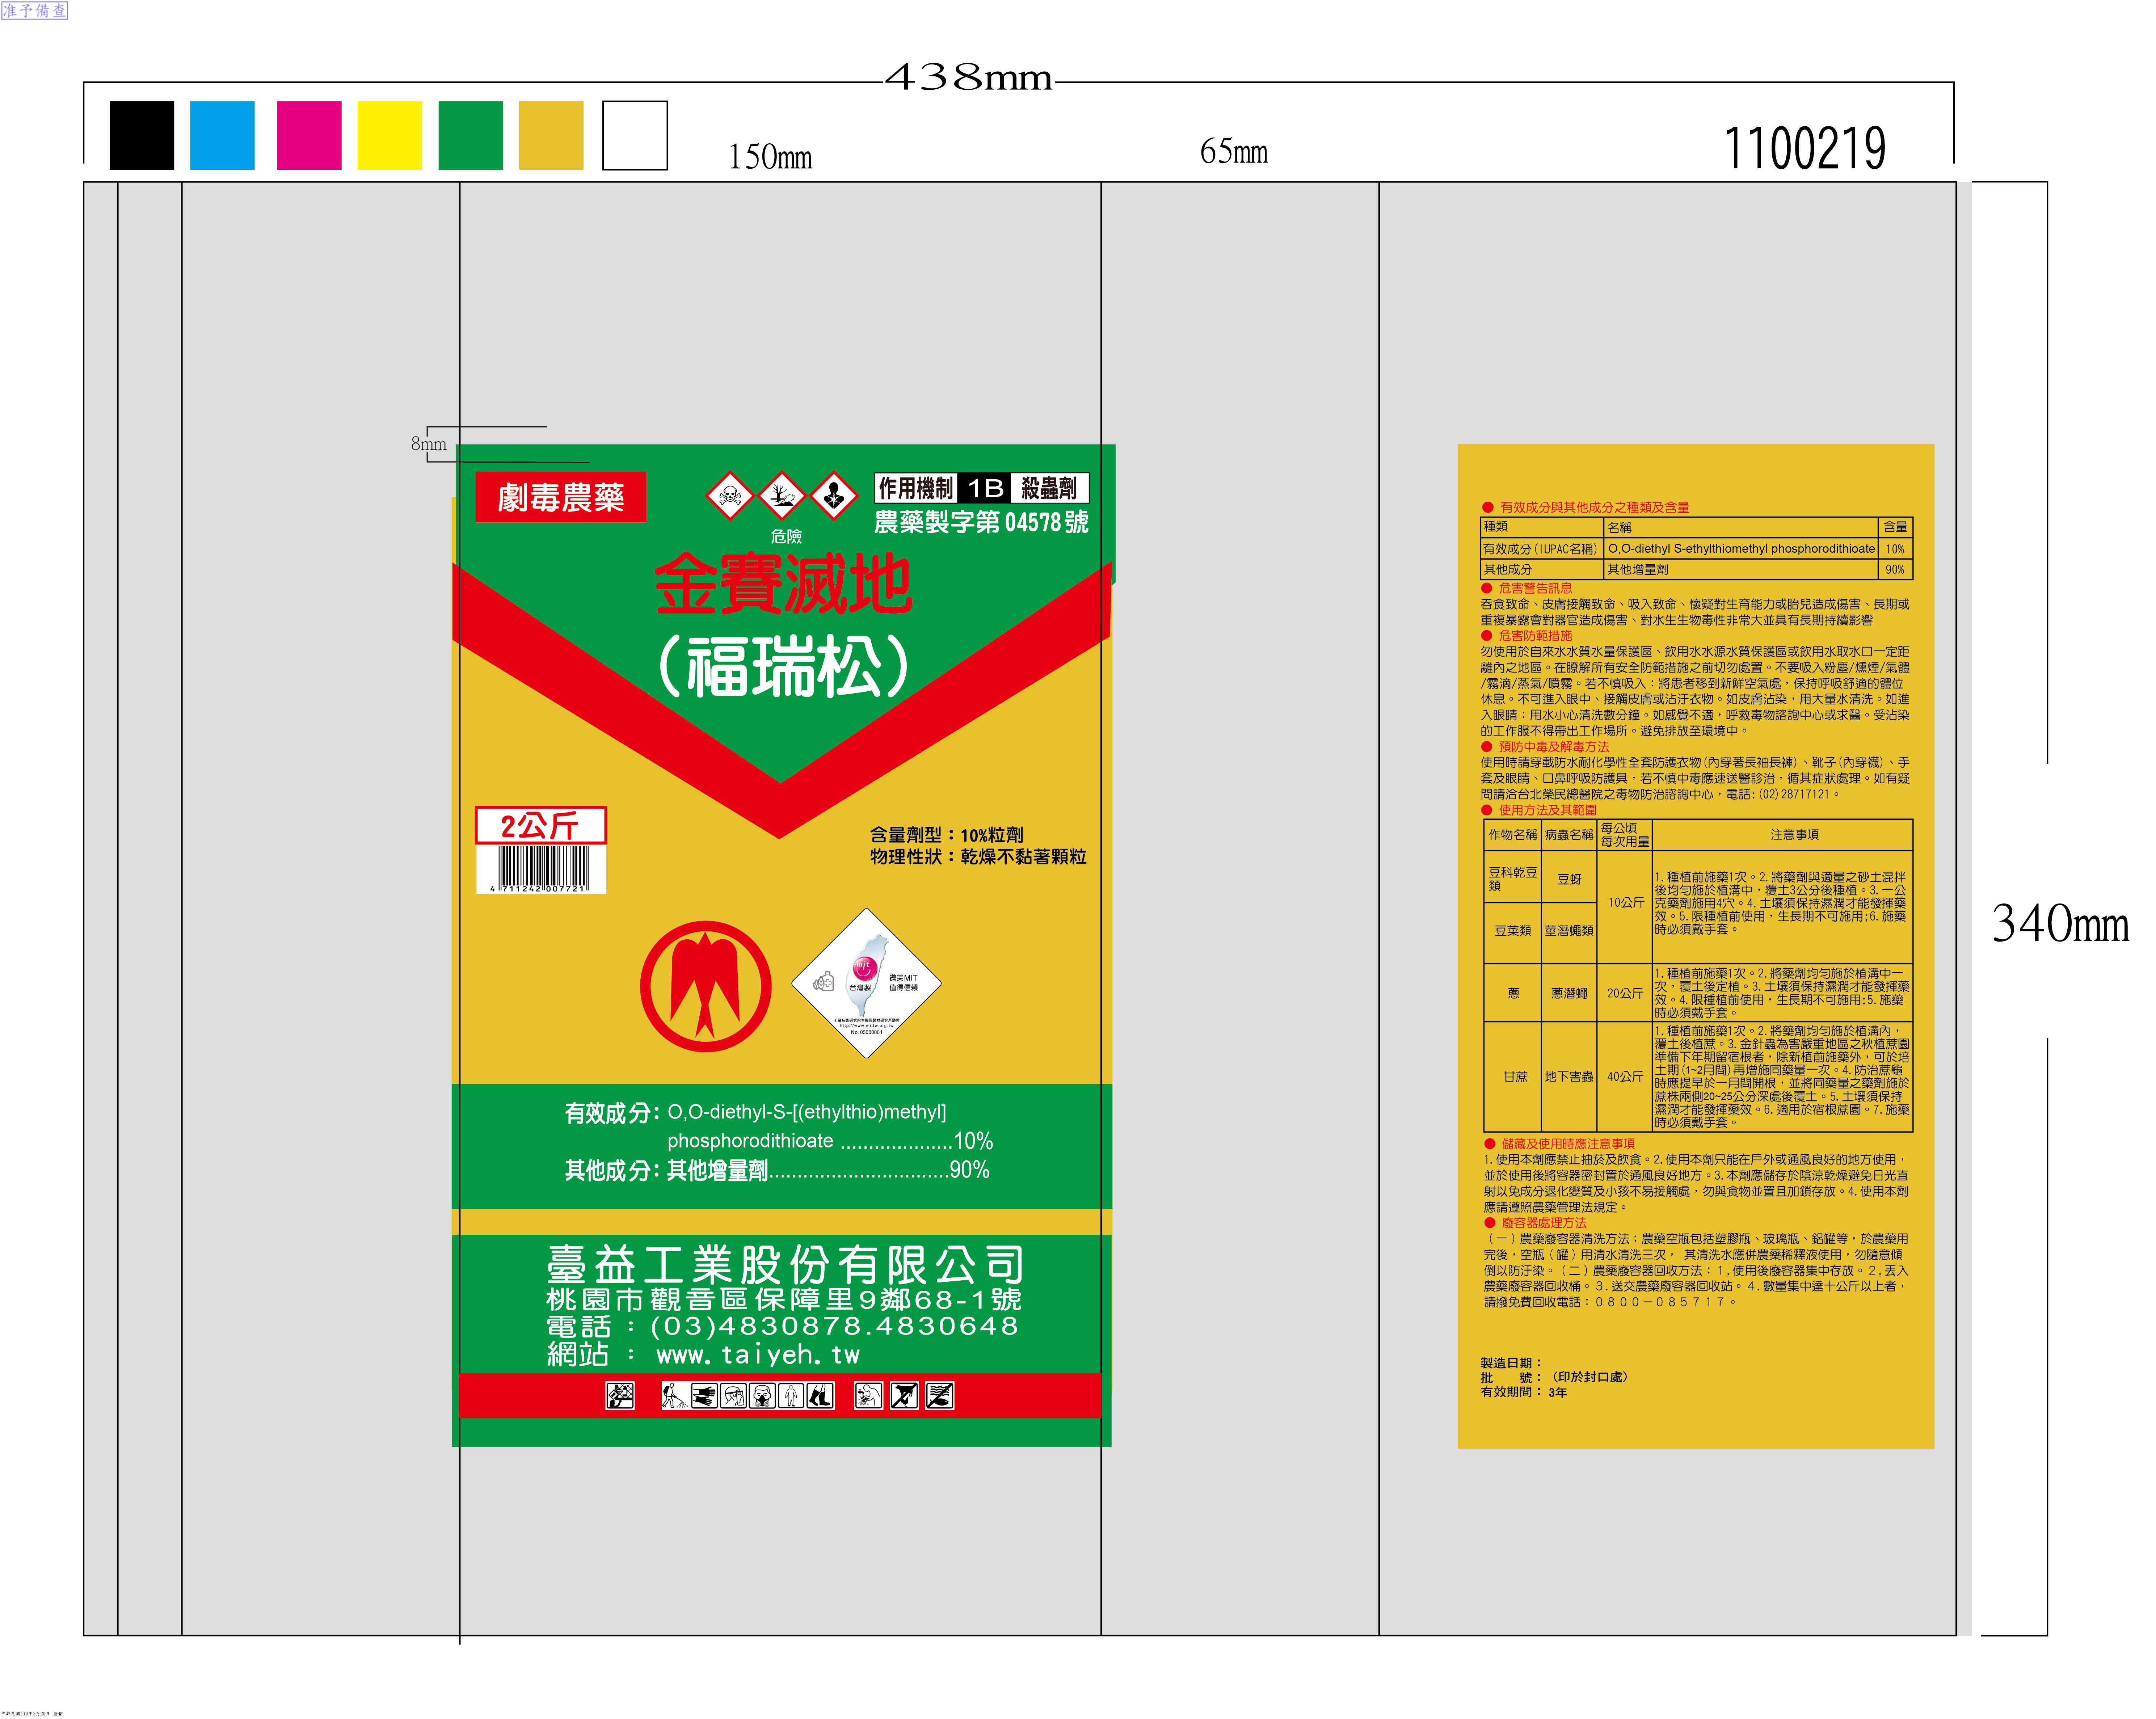 准予備查
438mm
150mm
65mm
1100219
8mm
340mm
劇毒農藥
危險
作用機制 1B 殺蟲劑
農藥製字第04578號
金賽滅地
(福瑞松)
2公斤
4 711242 007721
含量劑型：10%粒劑
物理性狀：乾燥不黏著顆粒
mit
台灣製
微笑MIT
值得信賴
http://www.mittw.org.tw
No.03000001
有效成分: O,O-diethyl-S-[(ethylthio)methyl]
phosphorodithioate ....................10%
其他成分: 其他增量劑................................90%
臺益工業股份有限公司
桃園市觀音區保障里9鄰68-1號
電話：(03)4830878.4830648
網站：www.taiyeh.tw
● 有效成分與其他成分之種類及含量
種類 名稱 含量
有效成分(IUPAC名稱) O,O-diethyl S-ethylthiomethyl phosphorodithioate 10%
其他成分 其他增量劑 90%
● 危害警告訊息
吞食致命、皮膚接觸致命、吸入致命、懷疑對生育能力或胎兒造成傷害、長期或
重複暴露會對器官造成傷害、對水生生物毒性非常大並具有長期持續影響
● 危害防範措施
勿使用於自來水水質水量保護區、飲用水水源水質保護區或飲用水取水口一定距
離內之地區。在瞭解所有安全防範措施之前切勿處置。不要吸入粉塵/燻煙/氣體
/霧滴/蒸氣/噴霧。若不慎吸入：將患者移到新鮮空氣處，保持呼吸舒適的體位
休息。不可進入眼中、接觸皮膚或沾汙衣物。如皮膚沾染，用大量水清洗。如進
入眼睛：用水小心清洗數分鐘。如感覺不適，呼救毒物諮詢中心或求醫。受沾染
的工作服不得帶出工作場所。避免排放至環境中。
● 預防中毒及解毒方法
使用時請穿載防水耐化學性全套防護衣物(內穿著長袖長褲)、靴子(內穿襪)、手
套及眼睛、口鼻呼吸防護具，若不慎中毒應速送醫診治，循其症狀處理。如有疑
問請洽台北榮民總醫院之毒物防治諮詢中心，電話:(02)28717121。
● 使用方法及其範圍
作物名稱 病蟲名稱 每公頃每次用量 注意事項
豆科乾豆類 豆蚜 10公斤 1.種植前施藥1次。2.將藥劑與適量之砂土混拌
後均勻施於植溝中，覆土3公分後種植。3.一公
克藥劑施用4穴。4.土壤須保持濕潤才能發揮藥
豆菜類 莖潛蠅類 效。5.限種植前使用，生長期不可施用;6.施藥
時必須戴手套。
蔥 蔥潛蠅 20公斤 1.種植前施藥1次。2.將藥劑均勻施於植溝中一
次，覆土後定植。3.土壤須保持濕潤才能發揮藥
效。4.限種植前使用，生長期不可施用;5.施藥
時必須戴手套。
甘蔗 地下害蟲 40公斤 1.種植前施藥1次。2.將藥劑均勻施於植溝內，
覆土後植蔗。3.金針蟲為害嚴重地區之秋植蔗園
準備下年期留宿根者，除新植前施藥外，可於培
土期(1~2月間)再增施同藥量一次。4.防治蔗龜
時應提早於一月間開根，並將同藥量之藥劑施於
蔗株兩側20~25公分深處後覆土。5.土壤須保持
濕潤才能發揮藥效。6.適用於宿根蔗園。7.施藥
時必須戴手套。
● 儲藏及使用時應注意事項
1.使用本劑應禁止抽菸及飲食。2.使用本劑只能在戶外或通風良好的地方使用，
並於使用後將容器密封置於通風良好地方。3.本劑應儲存於陰涼乾燥避免日光直
射以免成分退化變質及小孩不易接觸處，勿與食物並置且加鎖存放。4.使用本劑
應請遵照農藥管理法規定。
● 廢容器處理方法
（一）農藥廢容器清洗方法：農藥空瓶包括塑膠瓶、玻璃瓶、鋁罐等，於農藥用
完後，空瓶（罐）用清水清洗三次， 其清洗水應併農藥稀釋液使用，勿隨意傾
倒以防汙染。（二）農藥廢容器回收方法：１.使用後廢容器集中存放。２.丟入
農藥廢容器回收桶。３.送交農藥廢容器回收站。４.數量集中達十公斤以上者，
請撥免費回收電話：０８００－０８５７１７。
製造日期：
批　　號：(印於封口處)
有效期間：3年